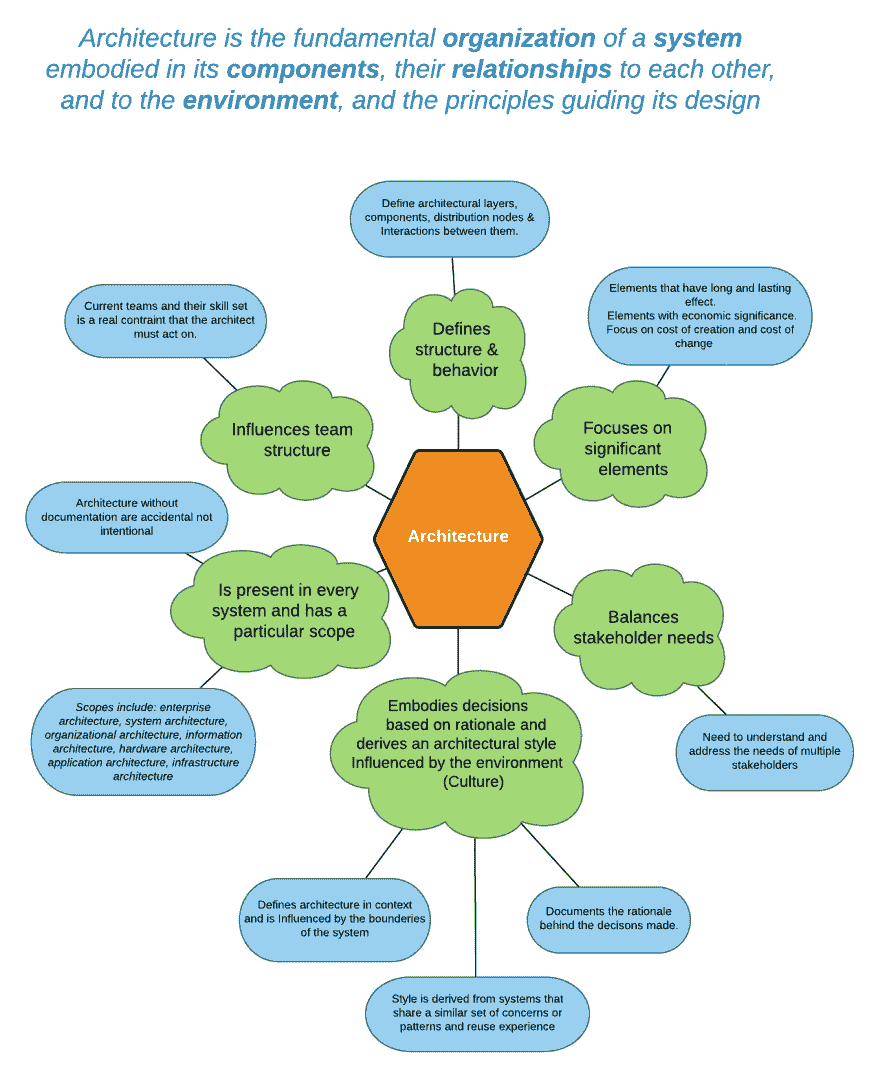 Architecture is the fundamental organization of a system
embodied in its components, their relationships to each other,
and to the environment, and the principles guiding its design
Define architectural layers,
components, distribution nodes &
Interactions between them.
Elements that have long and lasting
effect.
Elements with economic significance.
Focus on cost of creation and cost of
change
Current teams and their skill set
is a real contraint that the architect
must act on.
Defines
structure &
behavior
Influences team
structure
Focuses on
significant
elements
Architecture without
documentation are accidental not
intentional
Architecture
Is present in every
system and has a
particular scope
Balances
stakeholder needs
Scopes include: enterprise
architecture, system architecture,
organizational architecture, information
architecture, hardware architecture,
application architecture, infrastructure
architecture
Embodies decisions
based on rationale and
derives an architectural style
Influenced by the environment
(Culture)
Need to understand and
address the needs of multiple
stakeholders
Defines architecture in context
and is Influenced by the bounderies
of the system
Documents the rationale
behind the decisons made.
Style is derived from systems that
share a similar set of concerns or
patterns and reuse experience